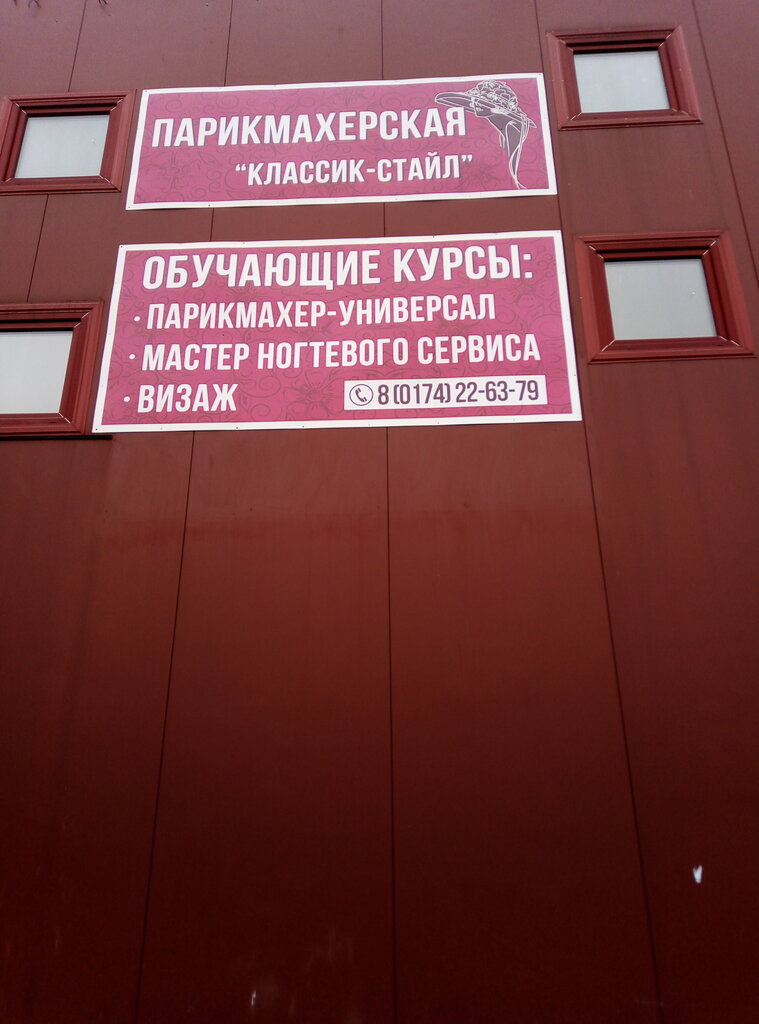 ПАРИКМАХЕРСКАЯ
“КЛАССИК-СТАЙЛ”
ОБУЧАЮЩИЕ КУРСЫ:
· ПАРИКМАХЕР-УНИВЕРСАЛ
· МАСТЕР НОГТЕВОГО СЕРВИСА
· ВИЗАЖ 8 (0174) 22-63-79